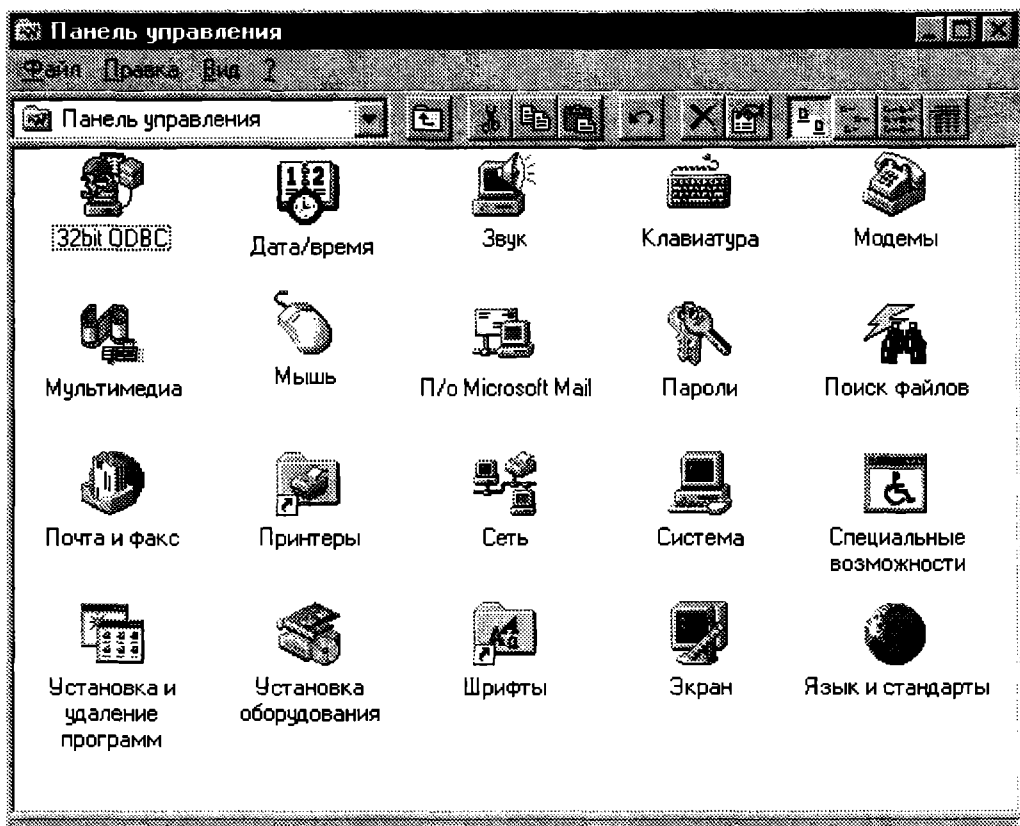 Панель управления
Файл Правка Вид ?
Панель управления
32bit ODBC
Дата/время
Звук
Клавиатура
Модемы
Мультимедиа
Мышь
П/о Microsoft Mail
Пароли
Поиск файлов
Почта и факс
Принтеры
Сеть
Система
Специальные
возможности
Установка и
удаление
программ
Установка
оборудования
Шрифты
Экран
Язык и стандарты